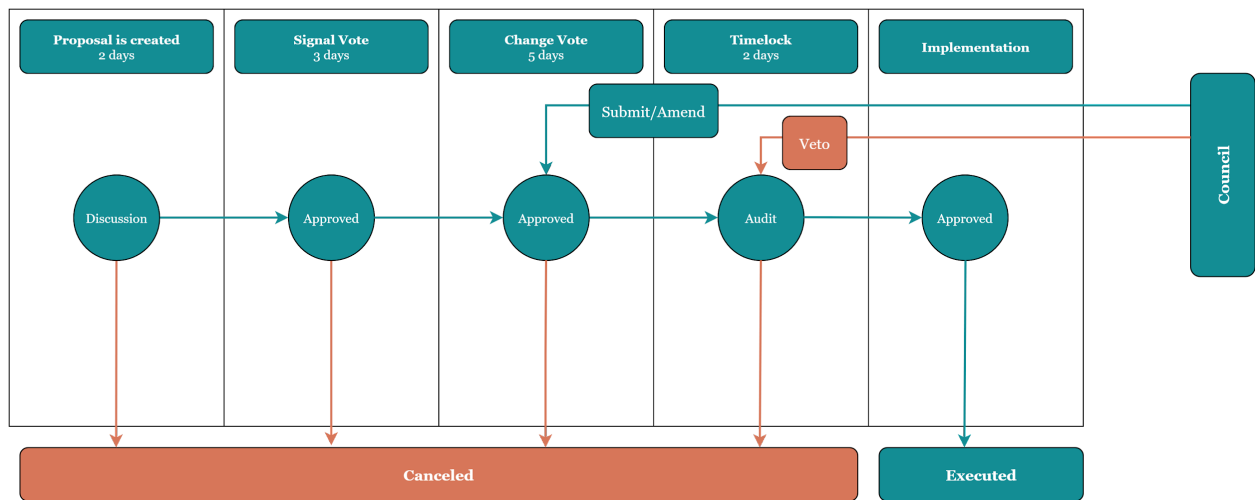 Proposal is created
2 days
Signal Vote
3 days
Change Vote
5 days
Timelock
2 days
Implementation
Submit/Amend
Veto
Council
Discussion
Approved
Approved
Audit
Approved
Canceled
Executed